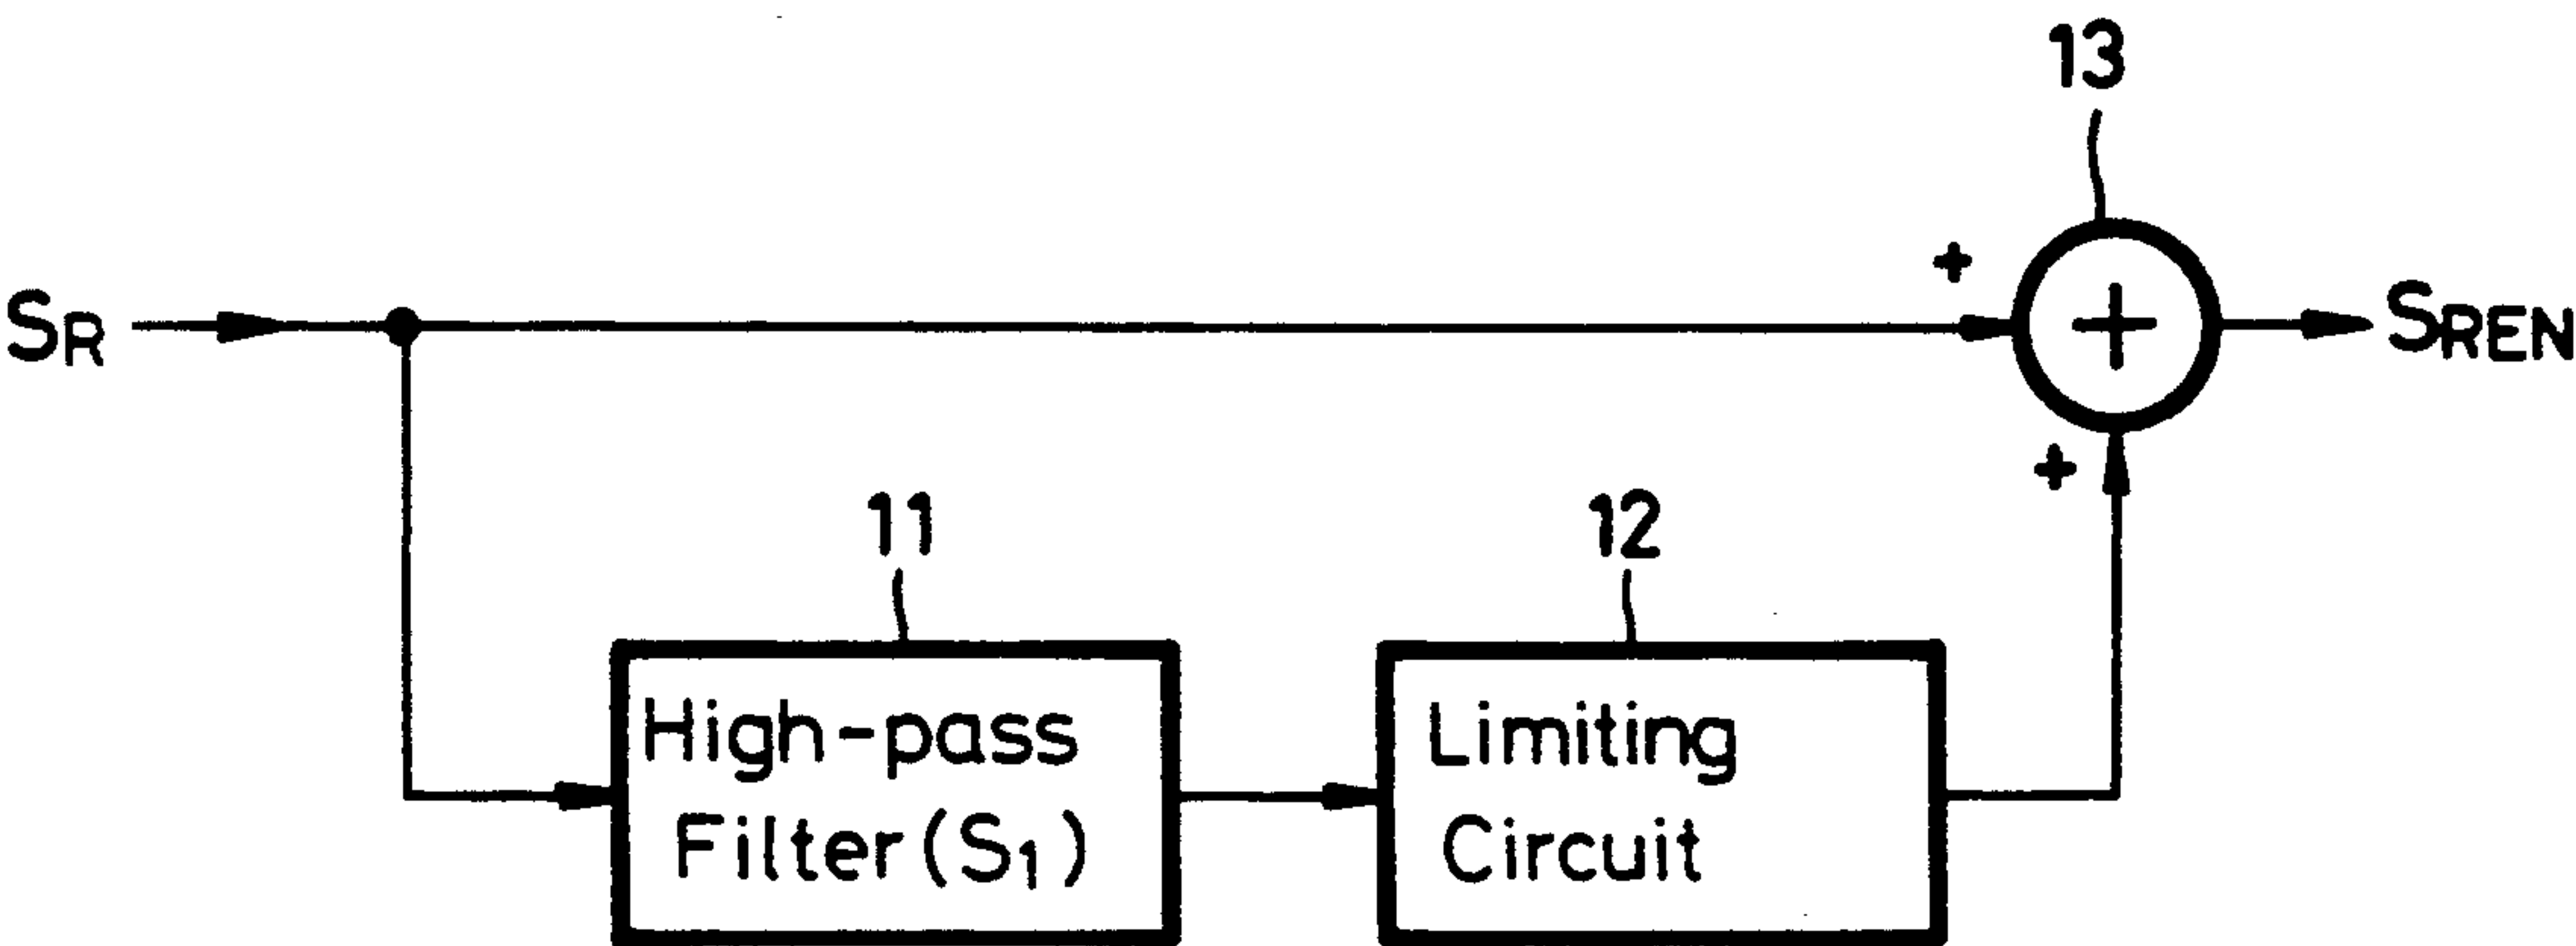 13
+
SR
+
SREN
+
11
12
High-pass
Filter (S1)
Limiting
Circuit